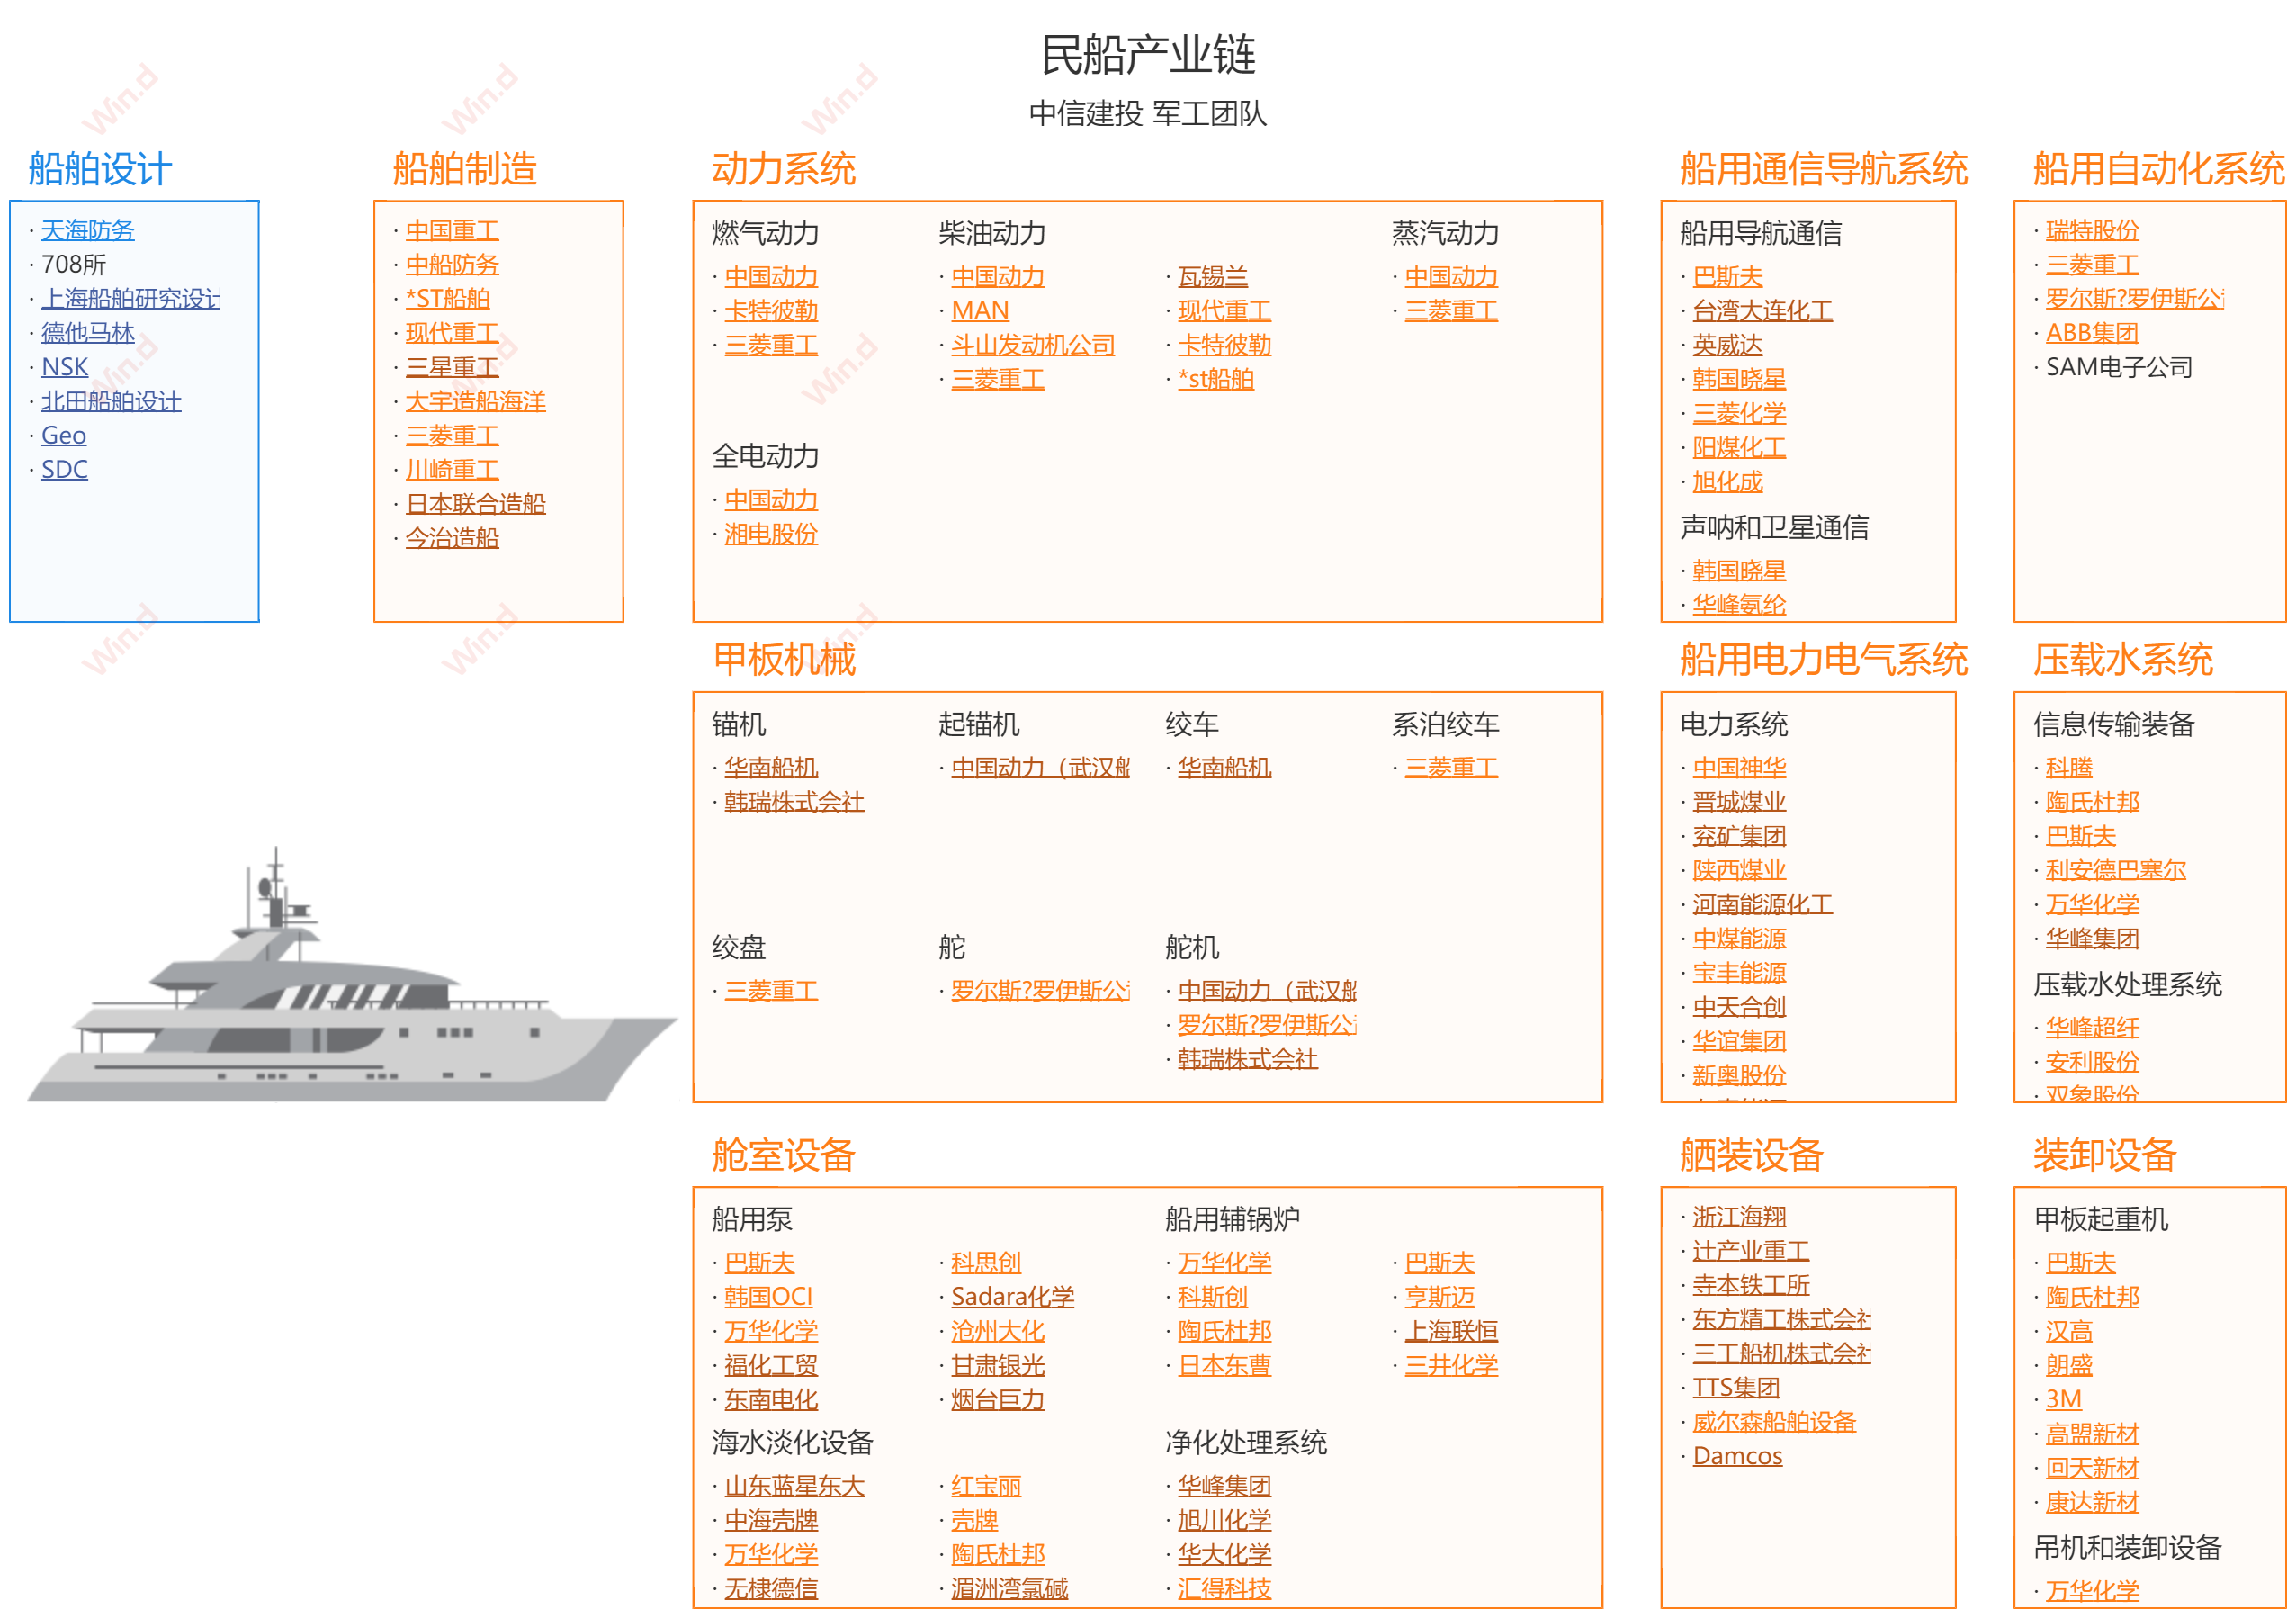 民船产业链
中信建投 军工团队
船舶设计
· 天海防务
· 708所
· 上海船舶研究设
· 德他马林
· NSK
· 北田船舶设计
· Geo
· SDC
船舶制造
· 中国重工
· 中船防务
· *ST船舶
· 现代重工
· 三星重工
· 大宇造船海洋
· 三菱重工
· 川崎重工
· 日本联合造船
· 今治造船
动力系统
燃气动力
· 中国动力
· 卡特彼勒
· 三菱重工
柴油动力
· 中国动力
· MAN
· 斗山发动机公司
· 三菱重工
· 瓦锡兰
· 现代重工
· 卡特彼勒
· *st船舶
蒸汽动力
· 中国动力
· 三菱重工
全电动力
· 中国动力
· 湘电股份
船用通信导航系统
船用导航通信
· 巴斯夫
· 台湾大连化工
· 英威达
· 韩国晓星
· 三菱化学
· 阳煤化工
· 旭化成
声呐和卫星通信
· 韩国晓星
· 华峰氨纶
船用自动化系统
· 瑞特股份
· 三菱重工
· 罗尔斯?罗伊斯公
· ABB集团
· SAM电子公司
甲板机械
锚机
· 华南船机
· 韩瑞株式会社
起锚机
· 中国动力（武汉船
绞车
· 华南船机
系泊绞车
· 三菱重工
绞盘
· 三菱重工
舵
· 罗尔斯?罗伊斯公
舵机
· 中国动力（武汉船
· 罗尔斯?罗伊斯公
· 韩瑞株式会社
船用电力电气系统
电力系统
· 中国神华
· 晋城煤业
· 兖矿集团
· 陕西煤业
· 河南能源化工
· 中煤能源
· 宝丰能源
· 中天合创
· 华谊集团
· 新奥股份
压载水系统
信息传输装备
· 科腾
· 陶氏杜邦
· 巴斯夫
· 利安德巴塞尔
· 万华化学
· 华峰集团
压载水处理系统
· 华峰超纤
· 安利股份
· 双象股份
舱室设备
船用泵
· 巴斯夫
· 韩国OCI
· 万华化学
· 福化工贸
· 东南电化
· 科思创
· Sadara化学
· 沧州大化
· 甘肃银光
· 烟台巨力
船用辅锅炉
· 万华化学
· 科斯创
· 陶氏杜邦
· 日本东曹
· 巴斯夫
· 亨斯迈
· 上海联恒
· 三井化学
海水淡化设备
· 山东蓝星东大
· 中海壳牌
· 万华化学
· 无棣德信
· 红宝丽
· 壳牌
· 陶氏杜邦
· 湄洲湾氯碱
净化处理系统
· 华峰集团
· 旭川化学
· 华大化学
· 汇得科技
舾装设备
· 浙江海翔
· 辻产业重工
· 寺本铁工所
· 东方精工株式会社
· 三工船机株式会社
· TTS集团
· 威尔森船舶设备
· Damcos
装卸设备
甲板起重机
· 巴斯夫
· 陶氏杜邦
· 汉高
· 朗盛
· 3M
· 高盟新材
· 回天新材
· 康达新材
吊机和装卸设备
· 万华化学
Win.d
Win.d
Win.d
Win.d
Win.d
Win.d
Win.d
Win.d
Win.d